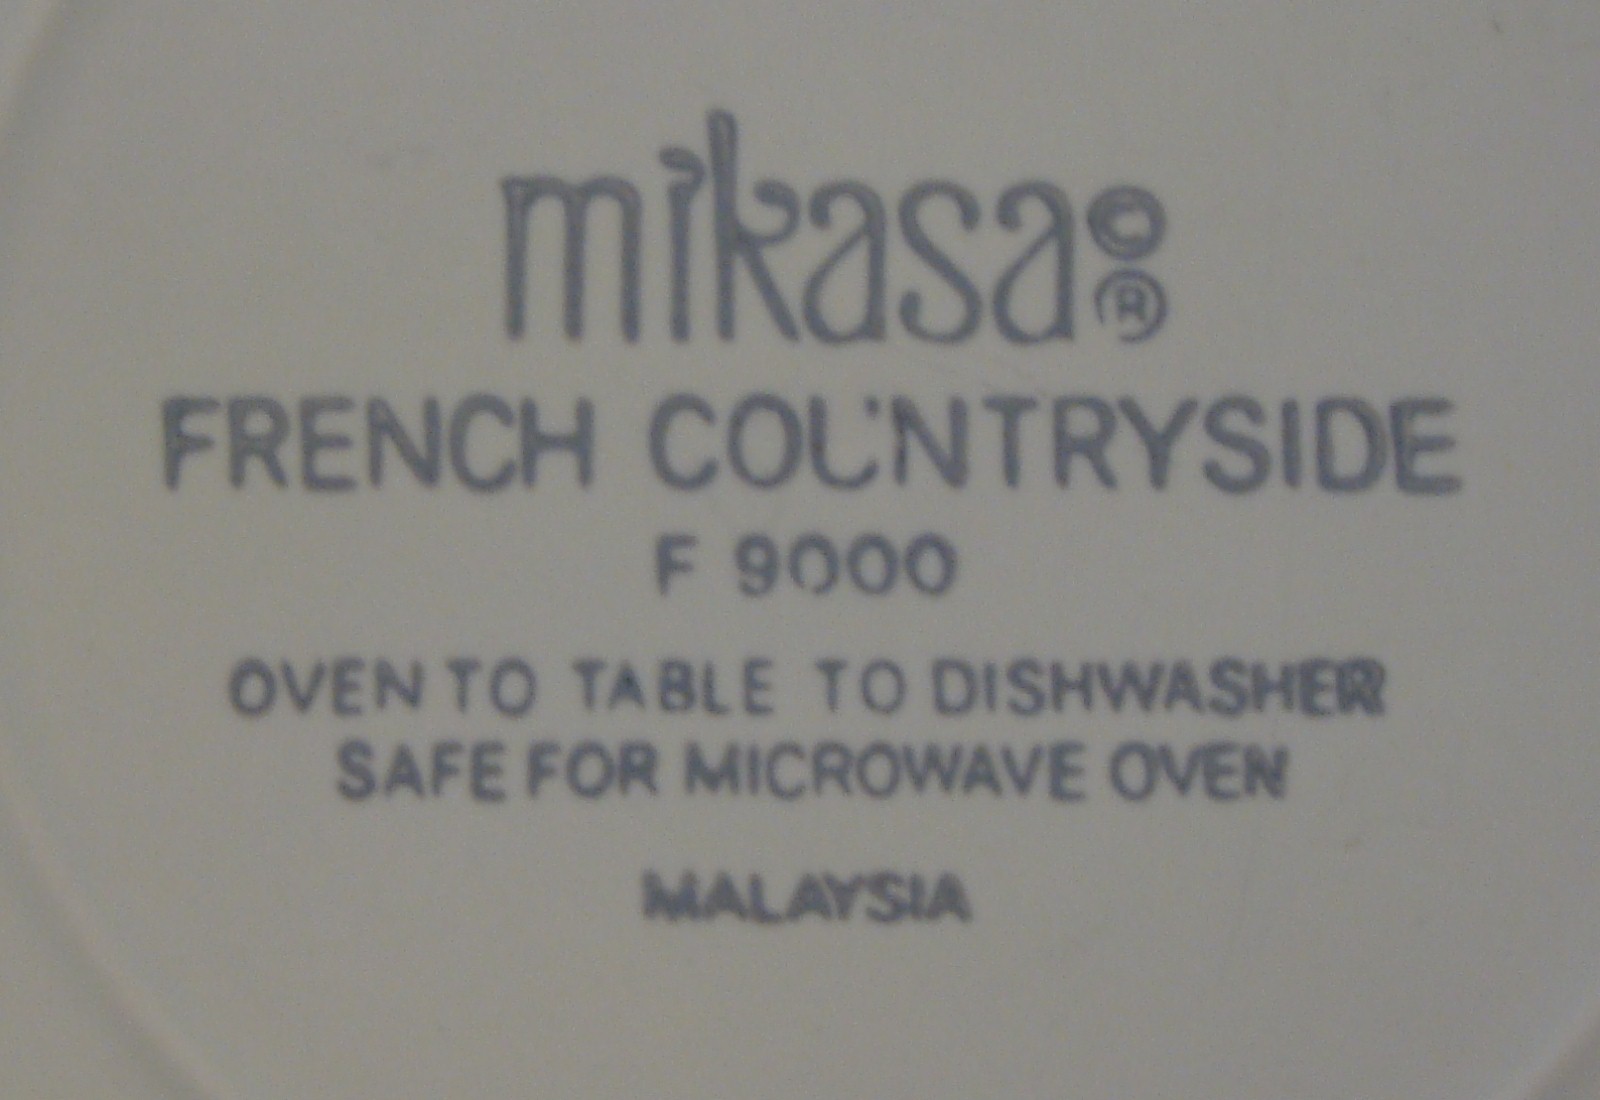 mikasa©®
FRENCH COUNTRYSIDE
F 9000
OVEN TO TABLE TO DISHWASHER
SAFE FOR MICROWAVE OVEN
MALAYSIA